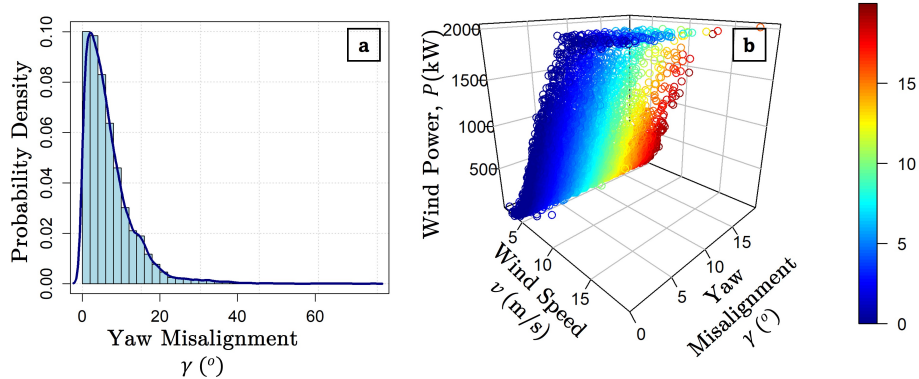 a
Probability Density
0.00
0.02
0.04
0.06
0.08
0.10
0
20
40
60
Yaw Misalignment
γ (°)
b
Wind Power, P(kW)
2000
1500
1000
500
5
10
15
Wind Speed
v (m/s)
0
5
10
15
Yaw
Misalignment
γ (°)
15
10
5
0